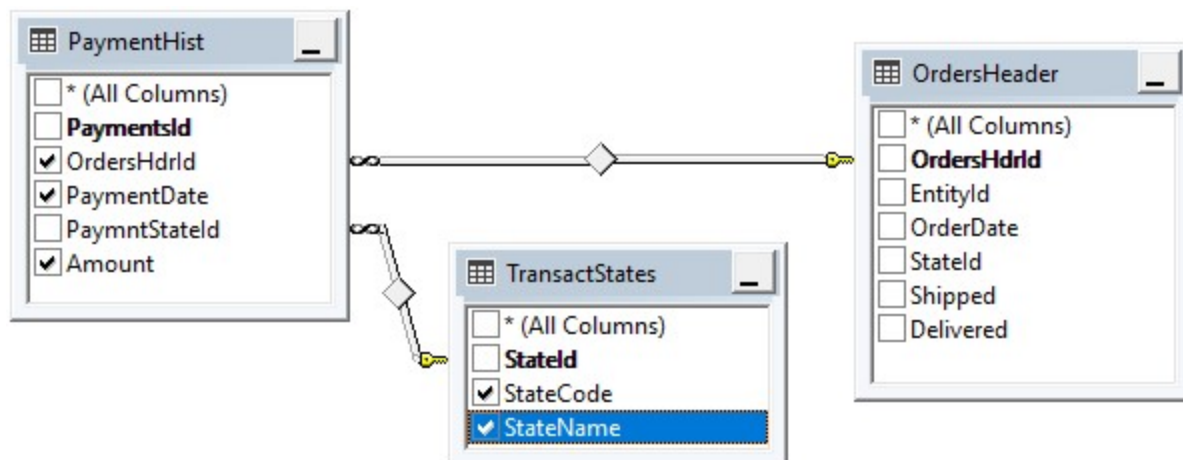 PaymentHist
* (All Columns)
PaymentsId
OrdersHdrId
PaymentDate
PaymntStateId
Amount
TransactStates
* (All Columns)
StateId
StateCode
StateName
OrdersHeader
* (All Columns)
OrdersHdrId
EntityId
OrderDate
StateId
Shipped
Delivered